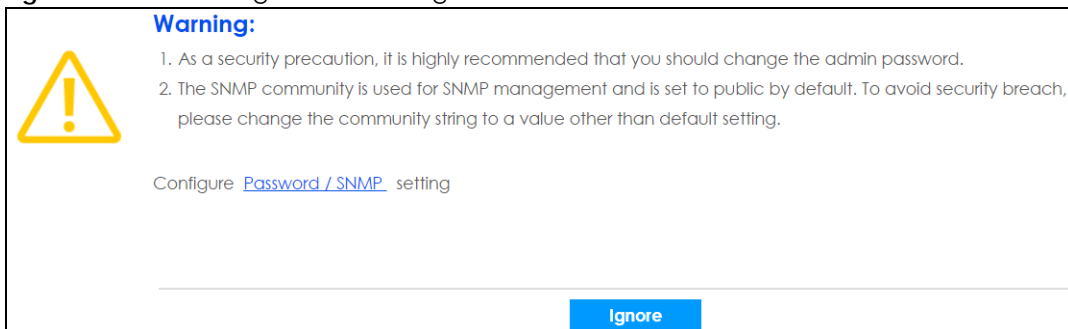 Warning:
1. As a security precaution, it is highly recommended that you should change the admin password.
2. The SNMP community is used for SNMP management and is set to public by default. To avoid security breach,
please change the community string to a value other than default setting.
Configure Password / SNMP setting
Ignore